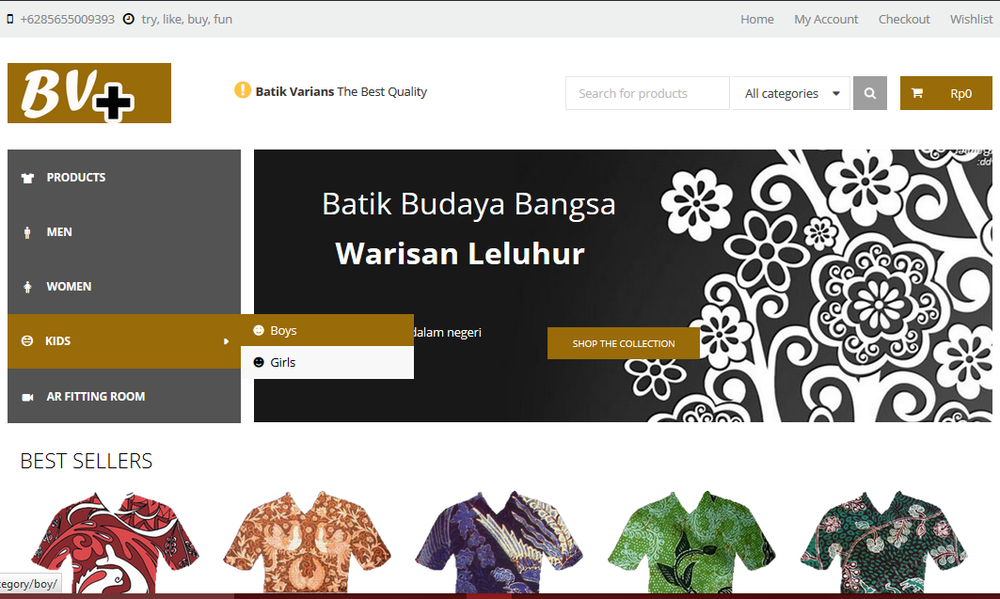 +6285655009393 try, like, buy, fun Home My Account Checkout Wishlist
BV+
Batik Varians The Best Quality
Search for products All categories Rp0
PRODUCTS
MEN
WOMEN
KIDS
Boys
Girls
AR FITTING ROOM
Batik Budaya Bangsa
Warisan Leluhur
dalam negeri
SHOP THE COLLECTION
:dd
BEST SELLERS
tegory/boy/